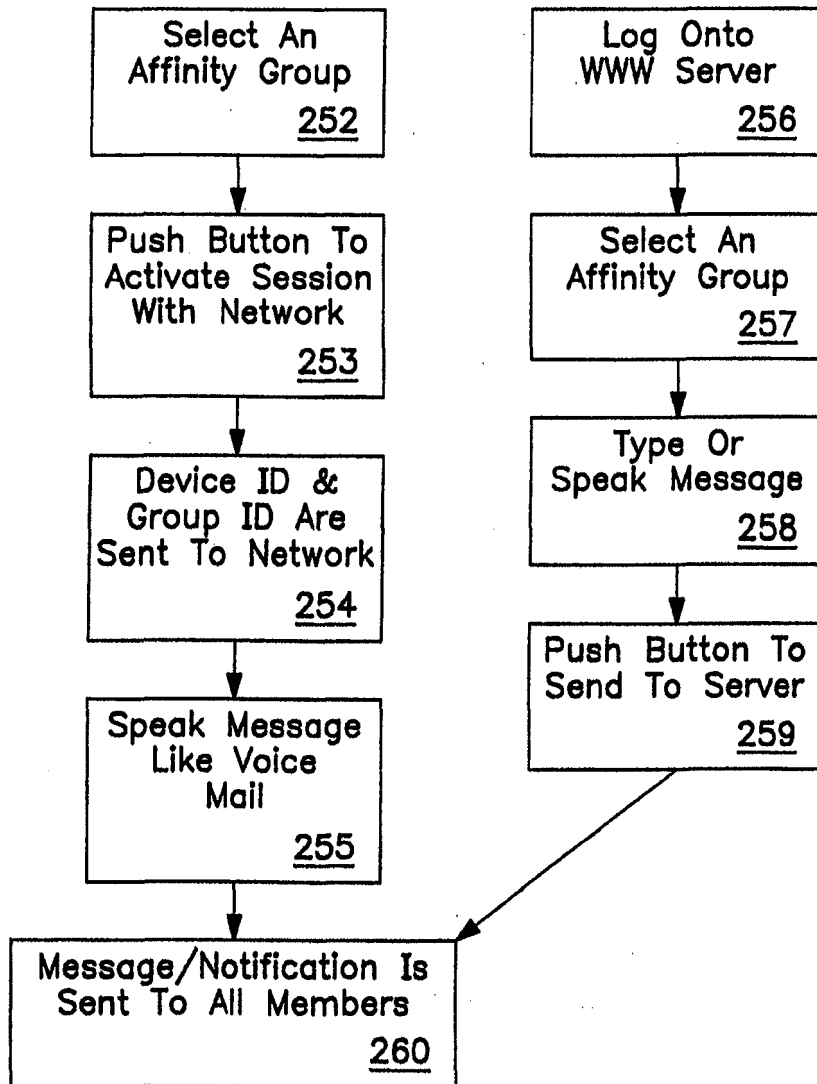 Select An
Affinity Group
252
Push Button To
Activate Session
With Network
253
Device ID &
Group ID Are
Sent To Network
254
Speak Message
Like Voice
Mail
255
Log Onto
WWW Server
256
Select An
Affinity Group
257
Type Or
Speak Message
258
Push Button To
Send To Server
259
Message/Notification Is
Sent To All Members
260